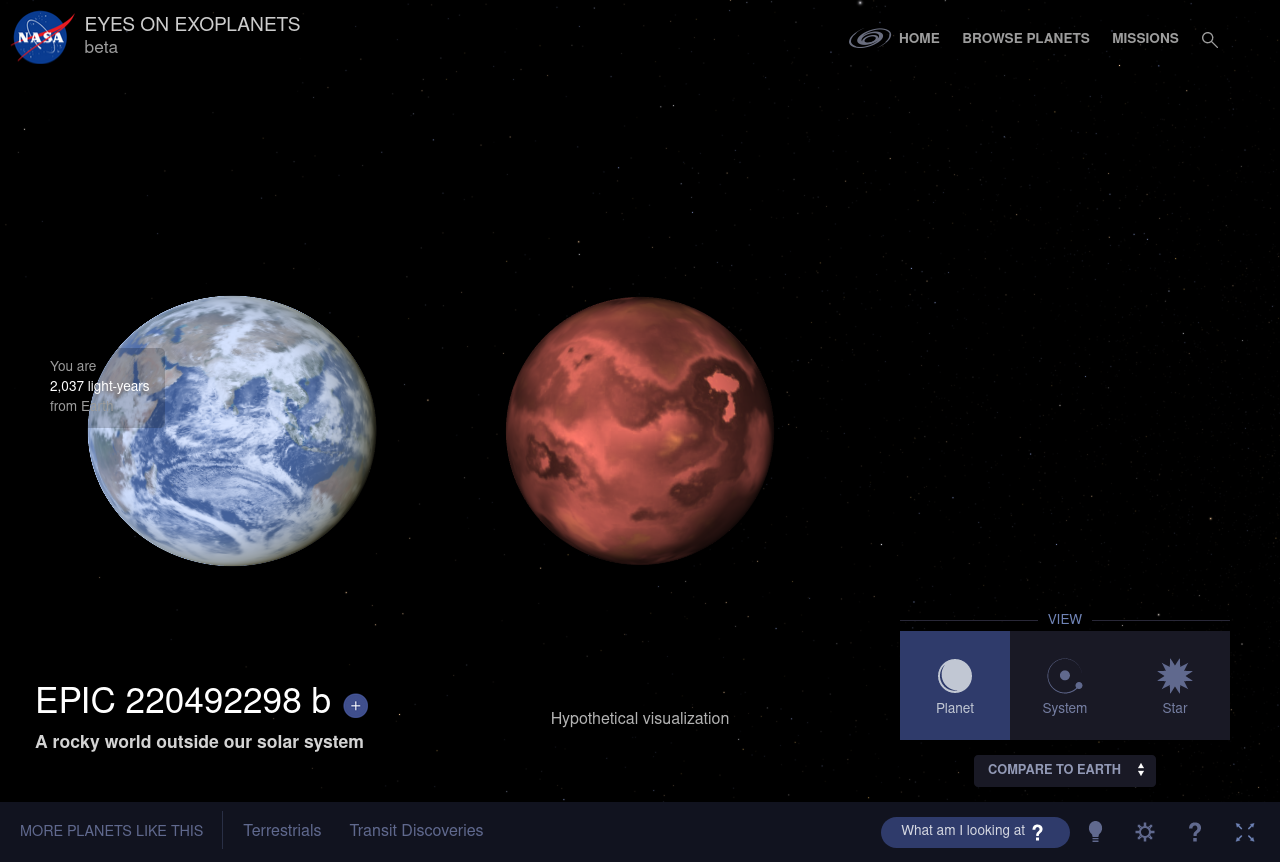 NASA
EYES ON EXOPLANETS
beta
HOME
BROWSE PLANETS
MISSIONS
You are
2,037 light-years
from E
VIEW
Planet
System
Star
EPIC 220492298 b +
A rocky world outside our solar system
Hypothetical visualization
COMPARE TO EARTH
MORE PLANETS LIKE THIS
Terrestrials
Transit Discoveries
What am I looking at ?
?